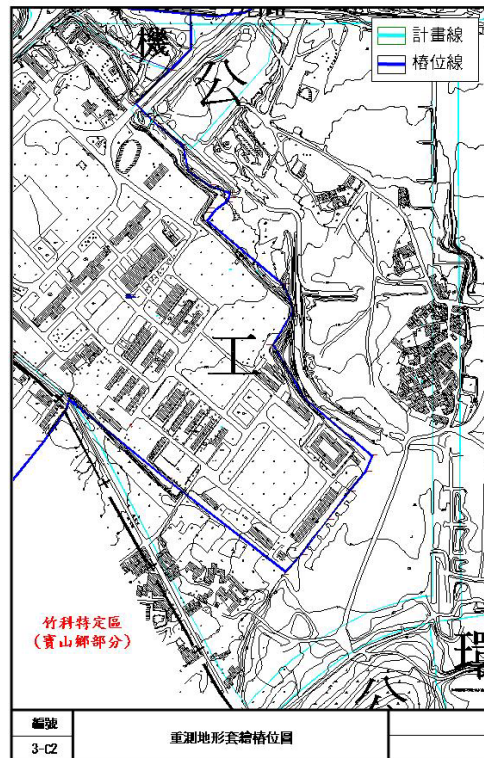 計畫線
樁位線
機
公
工
竹科特定區
(寶山鄉部分)
公
編號
3-C2
重測地形套繪樁位圖